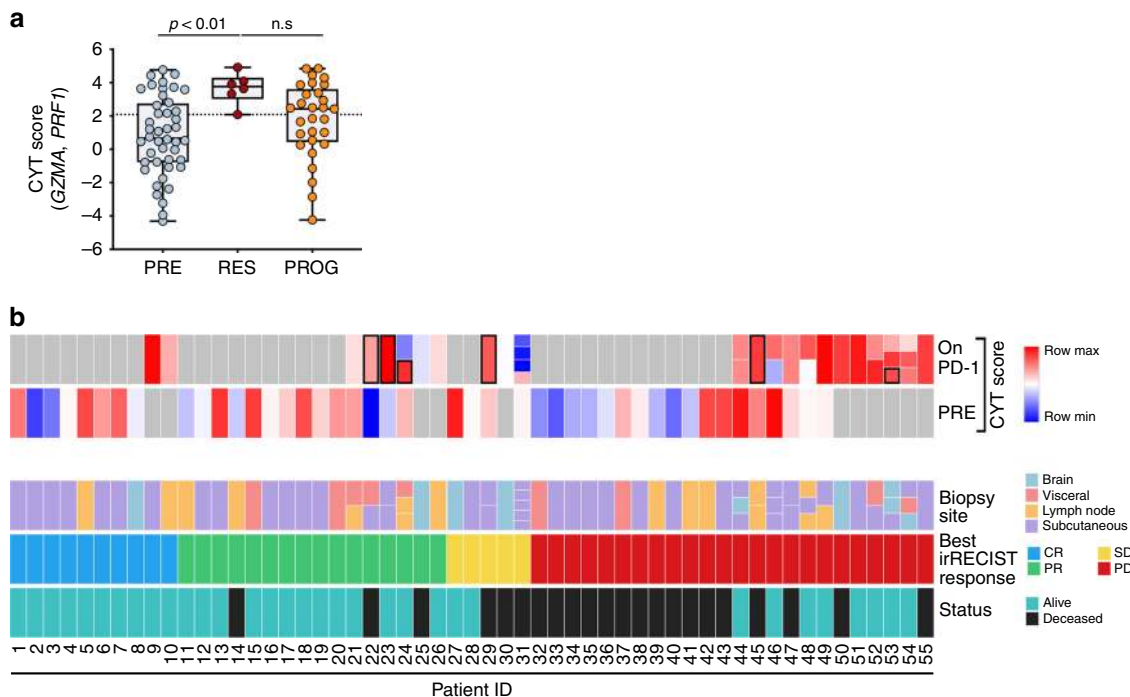 a
p < 0.01
n.s
6
4
2
0
−2
−4
−6
CYT score
(GZMA, PRF1)
PRE RES PROG
b
On
PD-1
PRE
CYT score
Row max
Row min
Biopsy
site
Brain
Visceral
Lymph node
Subcutaneous
Best
irRECIST
response
CR SD
PR PD
Status
Alive
Deceased
1 2 3 4 5 6 7 8 9 10 11 12 13 14 15 16 17 18 19 20 21 22 23 24 25 26 27 28 29 30 31 32 33 34 35 36 37 38 39 40 41 42 43 44 45 46 47 48 49 50 51 52 53 54 55
Patient ID